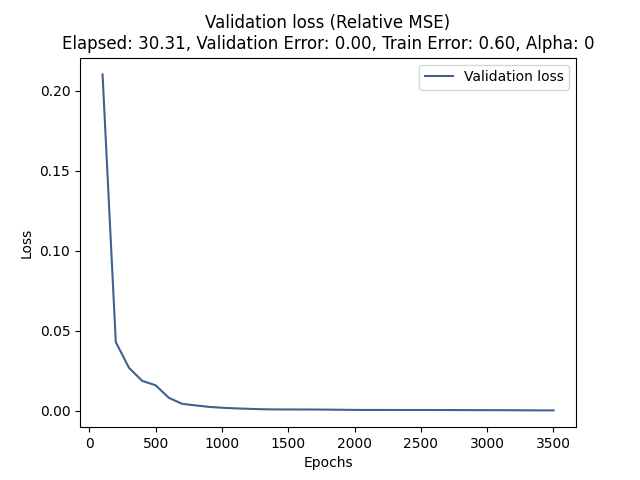 Validation loss (Relative MSE)
Elapsed: 30.31, Validation Error: 0.00, Train Error: 0.60, Alpha: 0
Validation loss
0.20
0.15
0.10
0.05
0.00
Loss
0 500 1000 1500 2000 2500 3000 3500
Epochs